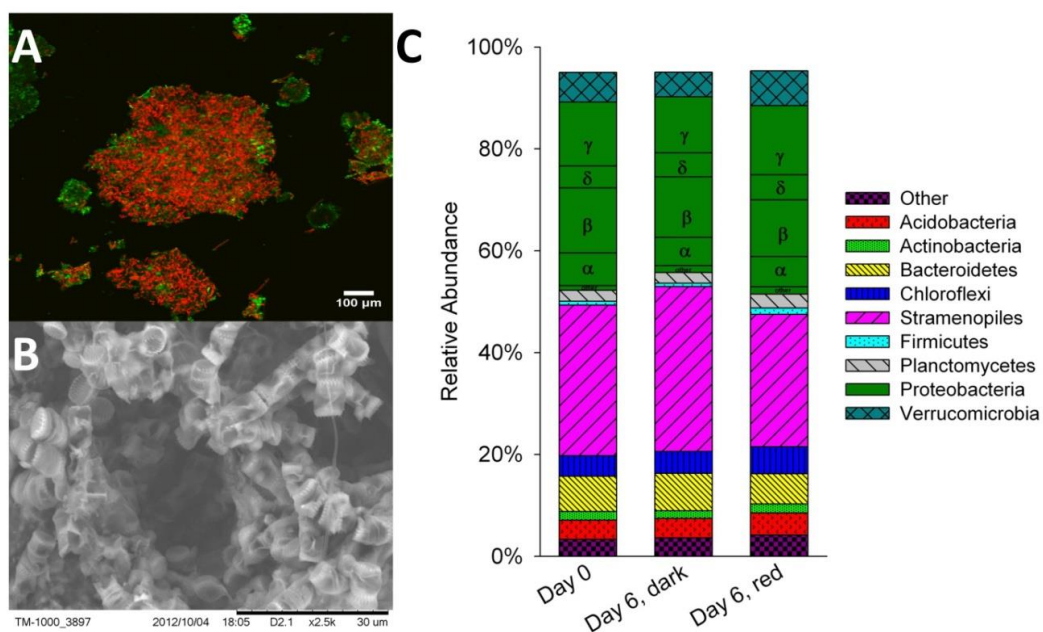 A
100 µm
B
TM-1000_3897 2012/10/04 18:05 D2.1 x2.5k 30 um
C
100%
80%
60%
40%
20%
0%
Relative Abundance
γ
δ
β
α
γ
δ
β
α
other
γ
δ
β
α
other
Day 0
Day 6, dark
Day 6, red
Other
Acidobacteria
Actinobacteria
Bacteroidetes
Chloroflexi
Stramenopiles
Firmicutes
Planctomycetes
Proteobacteria
Verrucomicrobia